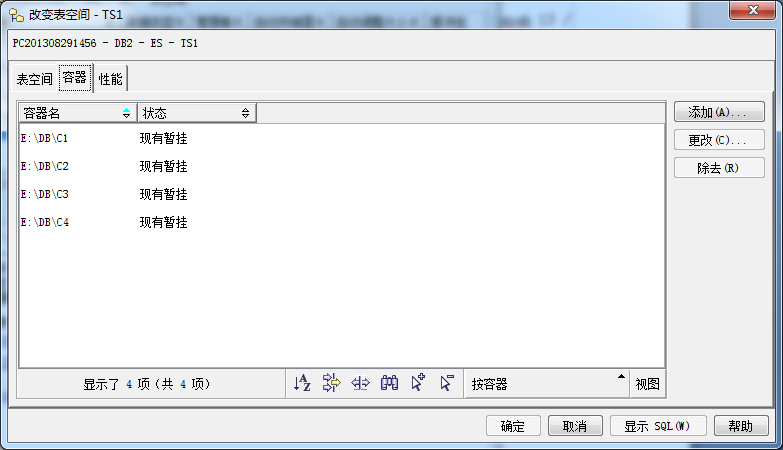 改变表空间 - TS1
PC201308291456 - DB2 - ES - TS1
表空间 容器 性能
容器名 状态
E:\DB\C1 现有暂挂
E:\DB\C2 现有暂挂
E:\DB\C3 现有暂挂
E:\DB\C4 现有暂挂
添加(A)...
更改(C)...
除去(R)
显示了 4 项(共 4 项) 按容器 视图
确定 取消 显示 SQL(W) 帮助